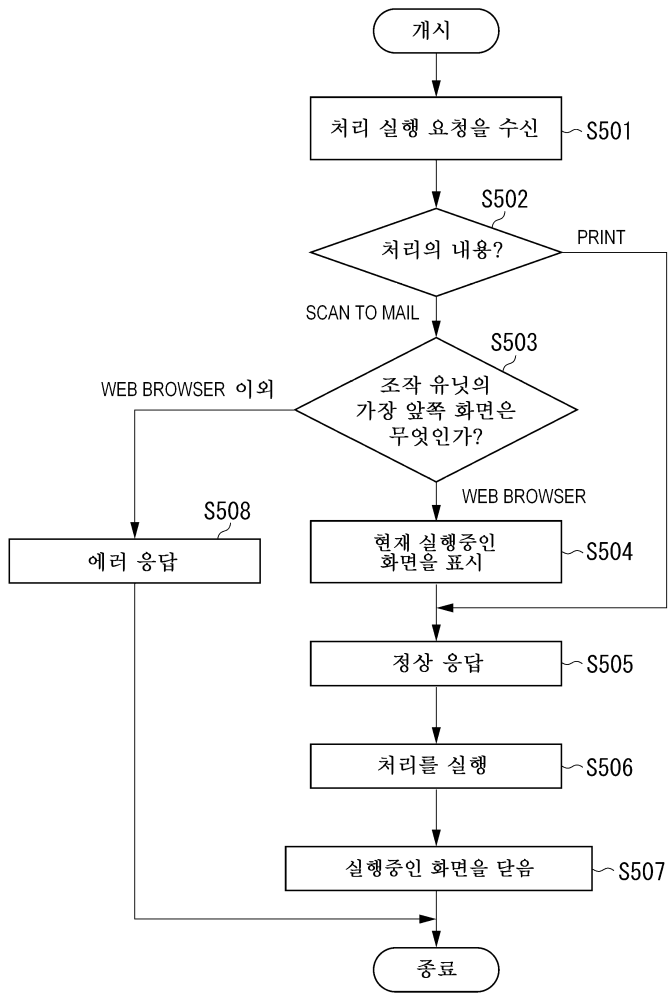 개시
처리 실행 요청을 수신
S501
S502
처리의 내용?
PRINT
SCAN TO MAIL
S503
조작 유닛의
가장 앞쪽 화면은
무엇인가?
WEB BROWSER 이외
WEB BROWSER
S508
에러 응답
현재 실행중인
화면을 표시
S504
정상 응답
S505
처리를 실행
S506
실행중인 화면을 닫음
S507
종료